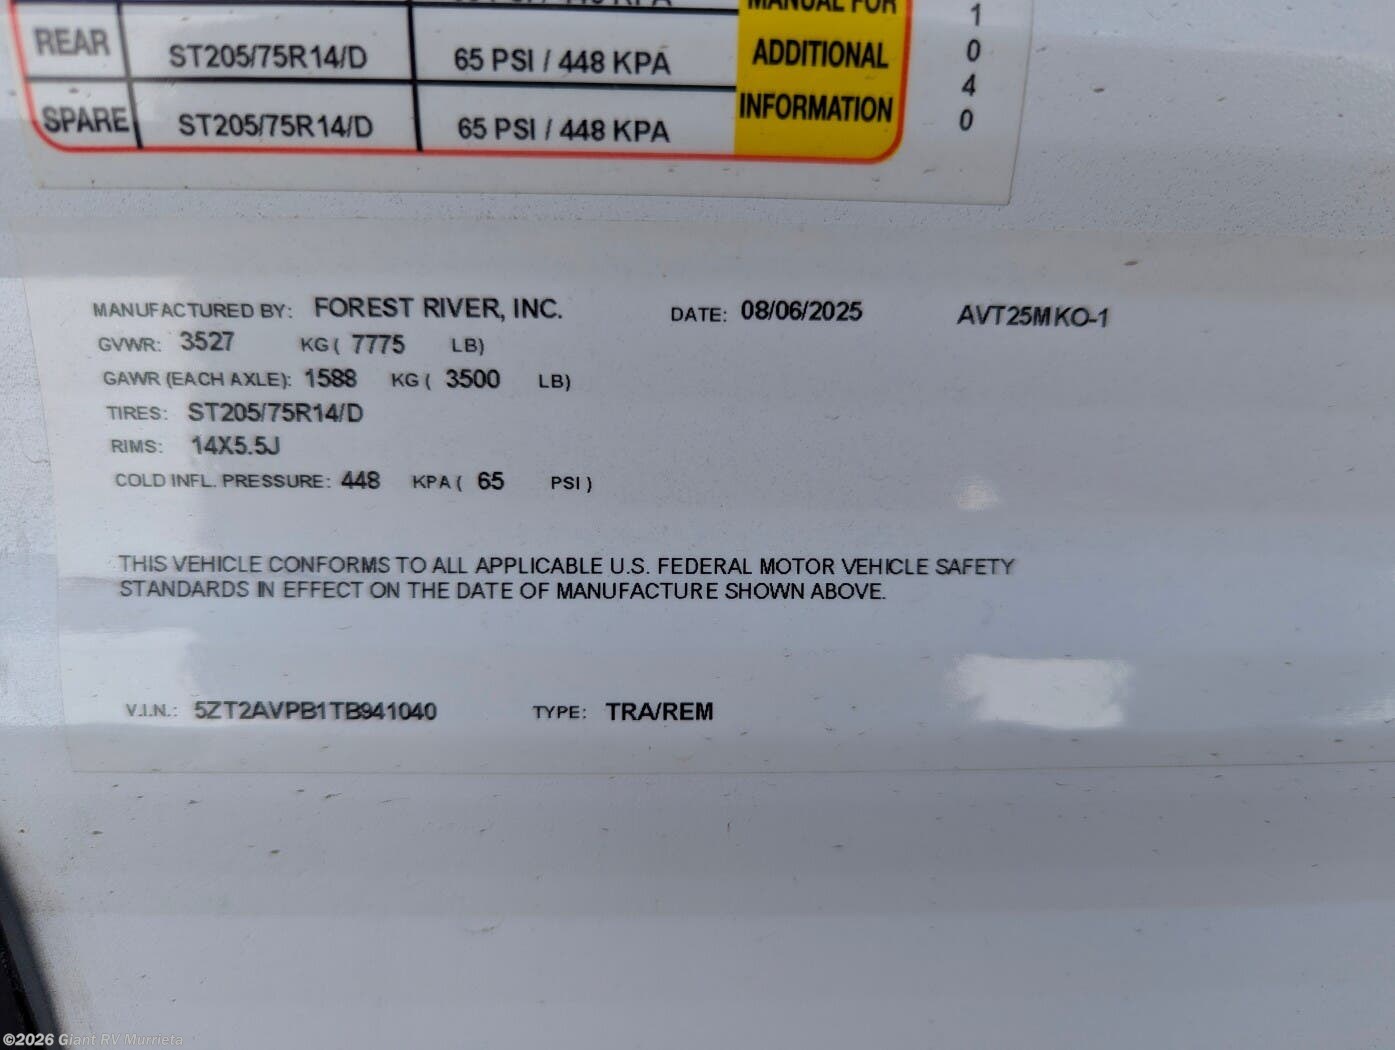 MANUAL FOR
REAR ST205/75R14/D 65 PSI / 448 KPA ADDITIONAL
SPARE ST205/75R14/D 65 PSI / 448 KPA INFORMATION
1
0
4
0
MANUFACTURED BY: FOREST RIVER, INC. DATE: 08/06/2025 AVT25MKO-1
GVWR: 3527 KG ( 7775 LB)
GAWR (EACH AXLE): 1588 KG ( 3500 LB)
TIRES: ST205/75R14/D
RIMS: 14X5.5J
COLD INFL. PRESSURE: 448 KPA ( 65 PSI )
THIS VEHICLE CONFORMS TO ALL APPLICABLE U.S. FEDERAL MOTOR VEHICLE SAFETY
STANDARDS IN EFFECT ON THE DATE OF MANUFACTURE SHOWN ABOVE.
V.I.N.: 5ZT2AVPB1TB941040 TYPE: TRA/REM
©2026 Giant RV Murrieta